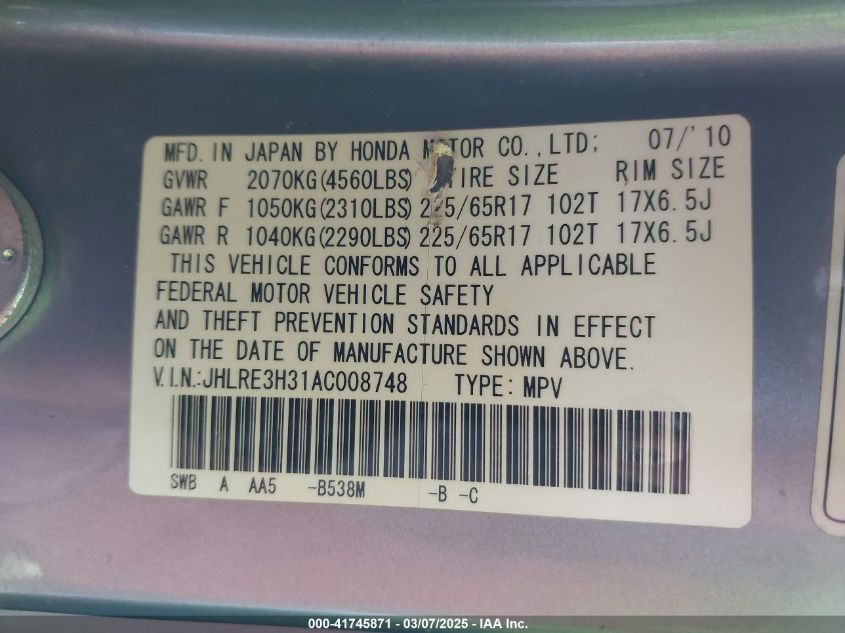 MFD. IN JAPAN BY HONDA MOTOR CO., LTD; 07/'10
GVWR 2070KG(4560LBS) TIRE SIZE RIM SIZE
GAWR F 1050KG(2310LBS) 225/65R17 102T 17X6.5J
GAWR R 1040KG(2290LBS) 225/65R17 102T 17X6.5J
THIS VEHICLE CONFORMS TO ALL APPLICABLE
FEDERAL MOTOR VEHICLE SAFETY
AND THEFT PREVENTION STANDARDS IN EFFECT
ON THE DATE OF MANUFACTURE SHOWN ABOVE.
V.I.N.:JHLRE3H31AC008748 TYPE: MPV
SWB A AA5 -B538M -B -C
000-41745871 - 03/07/2025 - IAA Inc.